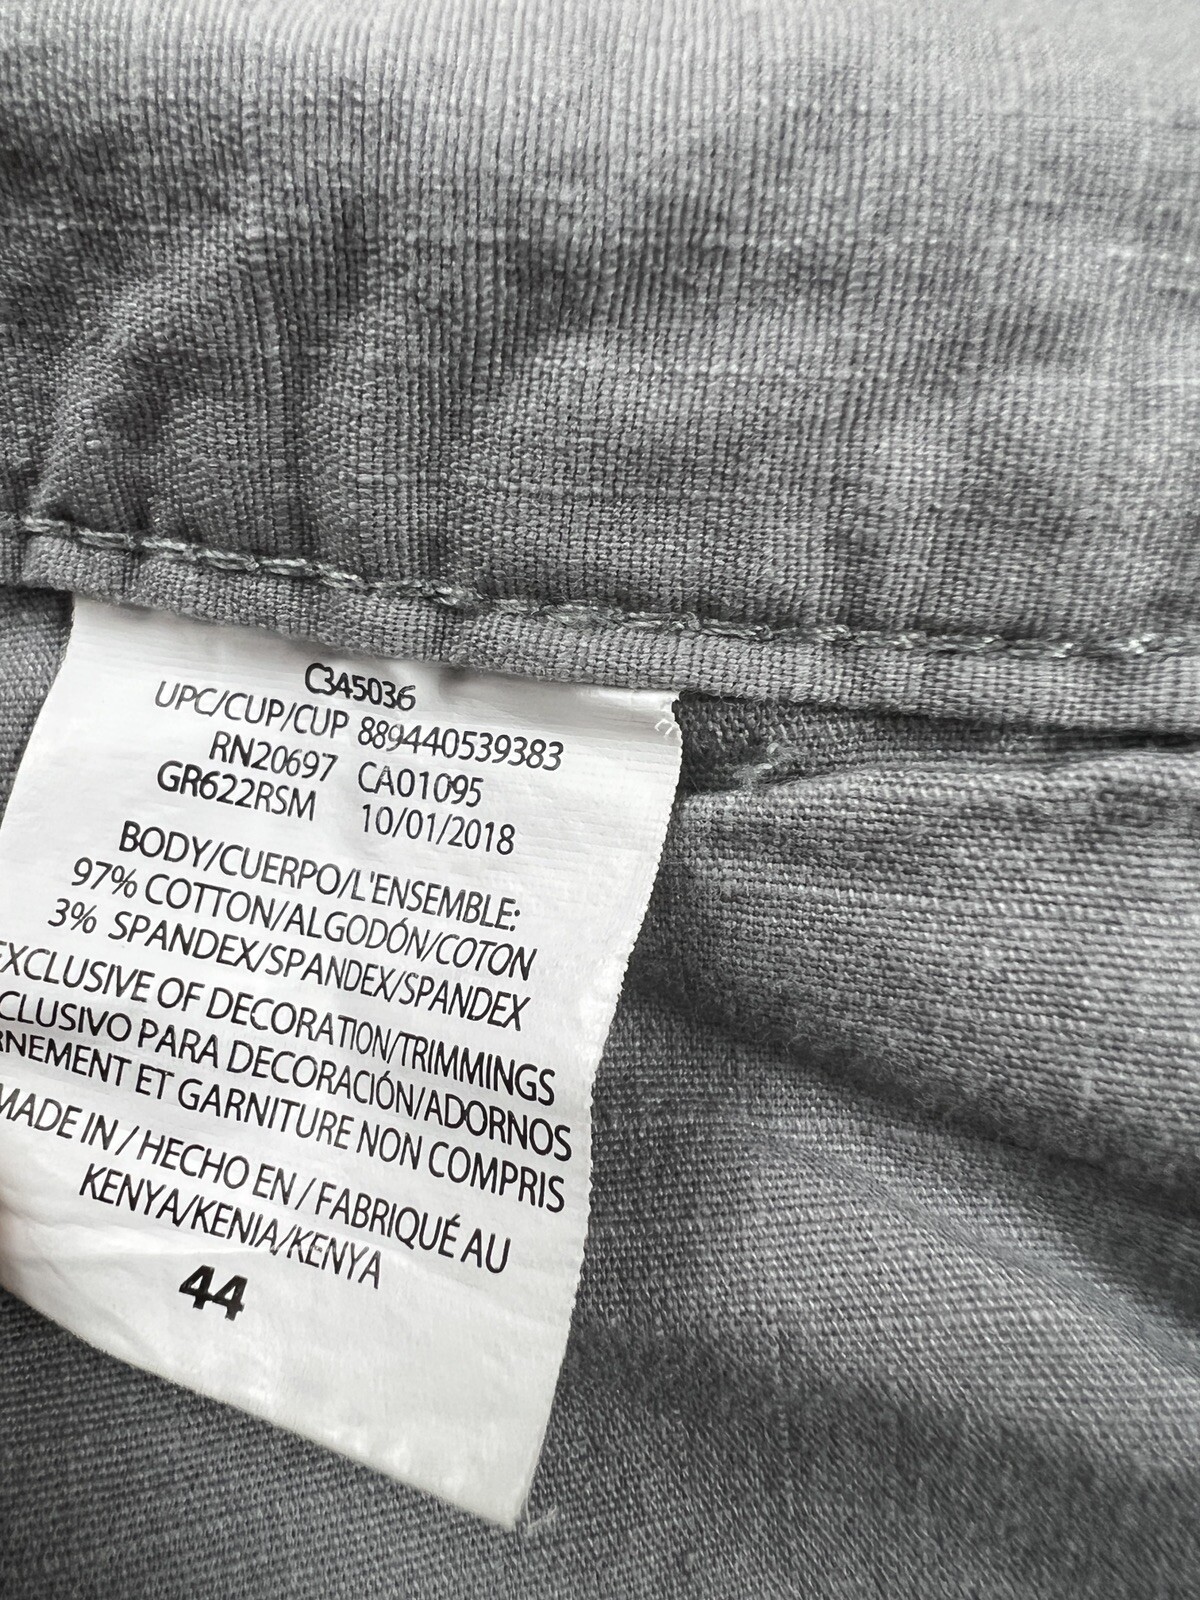 C345036
UPC/CUP/CUP 889440539383
RN20697 CA01095
GR622RSM 10/01/2018
BODY/CUERPO/L'ENSEMBLE:
97% COTTON/ALGODÓN/COTON
3% SPANDEX/SPANDEX/SPANDEX
EXCLUSIVE OF DECORATION/TRIMMINGS
CLUSIVO PARA DECORACIÓN/ADORNOS
RNEMENT ET GARNITURE NON COMPRIS
MADE IN / HECHO EN / FABRIQUÉ AU
KENYA/KENIA/KENYA
44